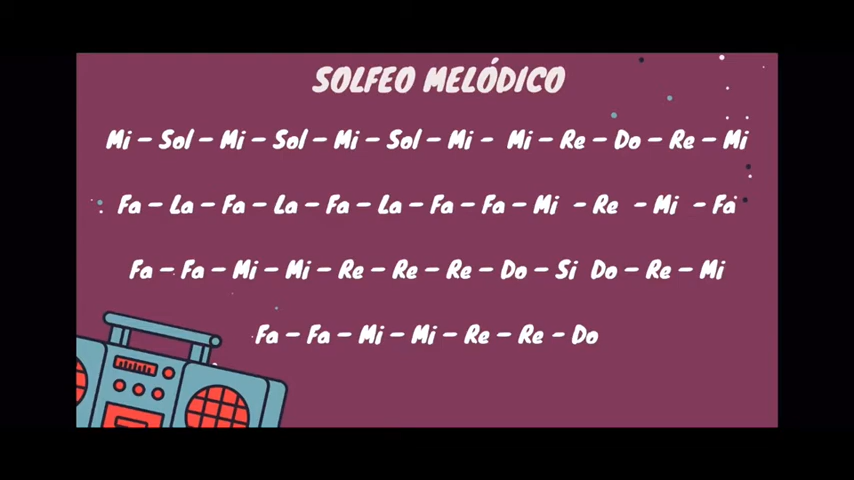 SOLFEO MELÓDICO
Mi - Sol - Mi - Sol - Mi - Sol - Mi - Mi - Re - Do - Re - Mi
Fa - La - Fa - La - Fa - La - Fa - Fa - Mi - Re - Mi - Fa
Fa - Fa - Mi - Mi - Re - Re - Re - Do - Si Do - Re - Mi
Fa - Fa - Mi - Mi - Re - Re - Do